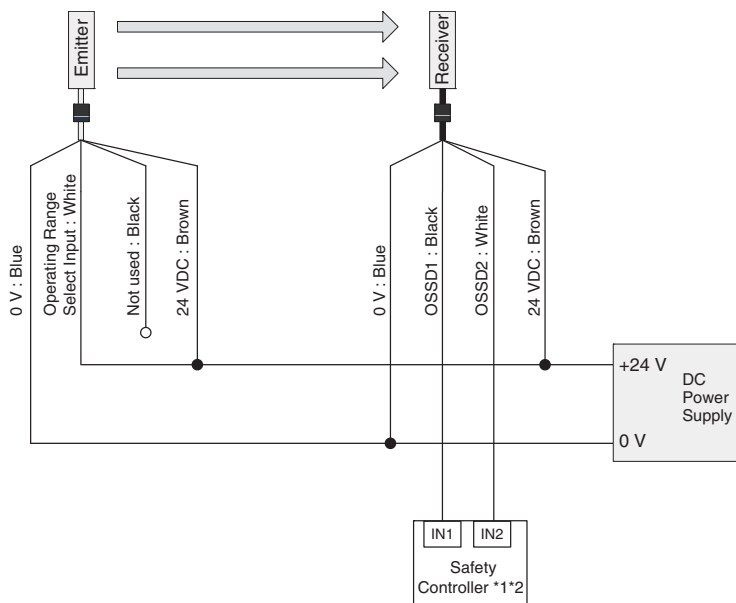 Emitter
Receiver
0 V : Blue
Operating Range
Select Input : White
Not used : Black
24 VDC : Brown
0 V : Blue
OSSD1 : Black
OSSD2 : White
24 VDC : Brown
+24 V
DC
Power
Supply
0 V
IN1
IN2
Safety
Controller *1*2